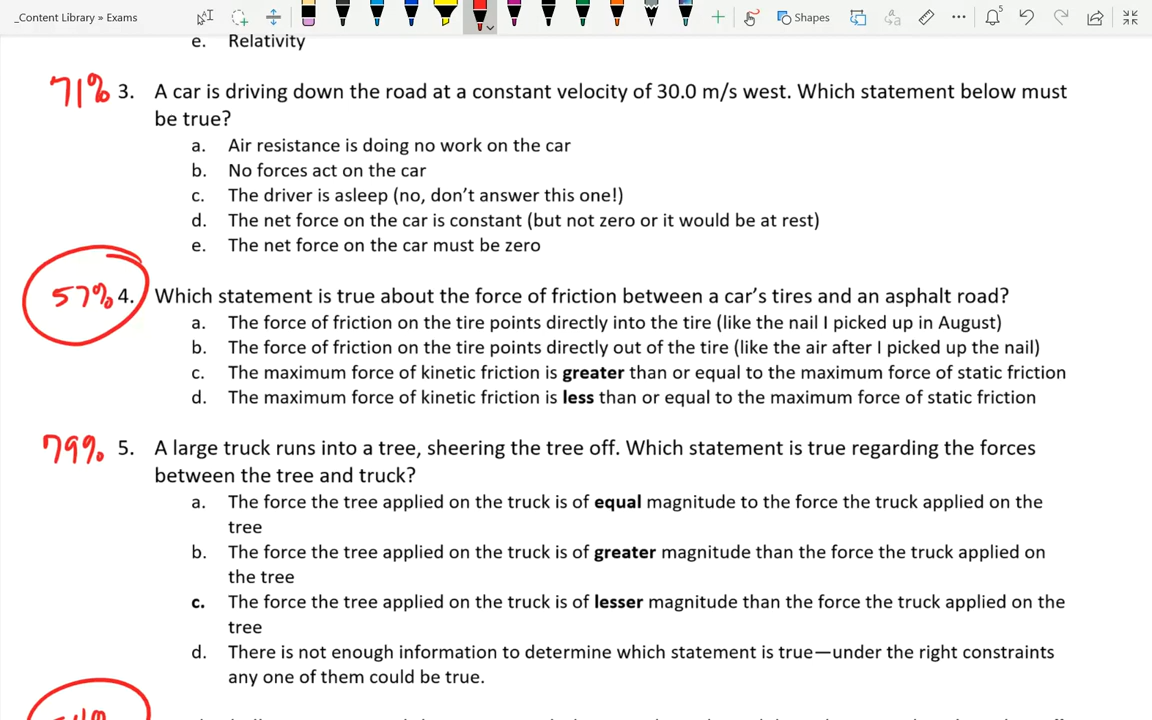 _Content Library » Exams
Shapes
5
e. Relativity
71% 3. A car is driving down the road at a constant velocity of 30.0 m/s west. Which statement below must
be true?
a. Air resistance is doing no work on the car
b. No forces act on the car
c. The driver is asleep (no, don’t answer this one!)
d. The net force on the car is constant (but not zero or it would be at rest)
e. The net force on the car must be zero
57% 4. Which statement is true about the force of friction between a car’s tires and an asphalt road?
a. The force of friction on the tire points directly into the tire (like the nail I picked up in August)
b. The force of friction on the tire points directly out of the tire (like the air after I picked up the nail)
c. The maximum force of kinetic friction is greater than or equal to the maximum force of static friction
d. The maximum force of kinetic friction is less than or equal to the maximum force of static friction
79% 5. A large truck runs into a tree, sheering the tree off. Which statement is true regarding the forces
between the tree and truck?
a. The force the tree applied on the truck is of equal magnitude to the force the truck applied on the
tree
b. The force the tree applied on the truck is of greater magnitude than the force the truck applied on
the tree
c. The force the tree applied on the truck is of lesser magnitude than the force the truck applied on the
tree
d. There is not enough information to determine which statement is true—under the right constraints
any one of them could be true.